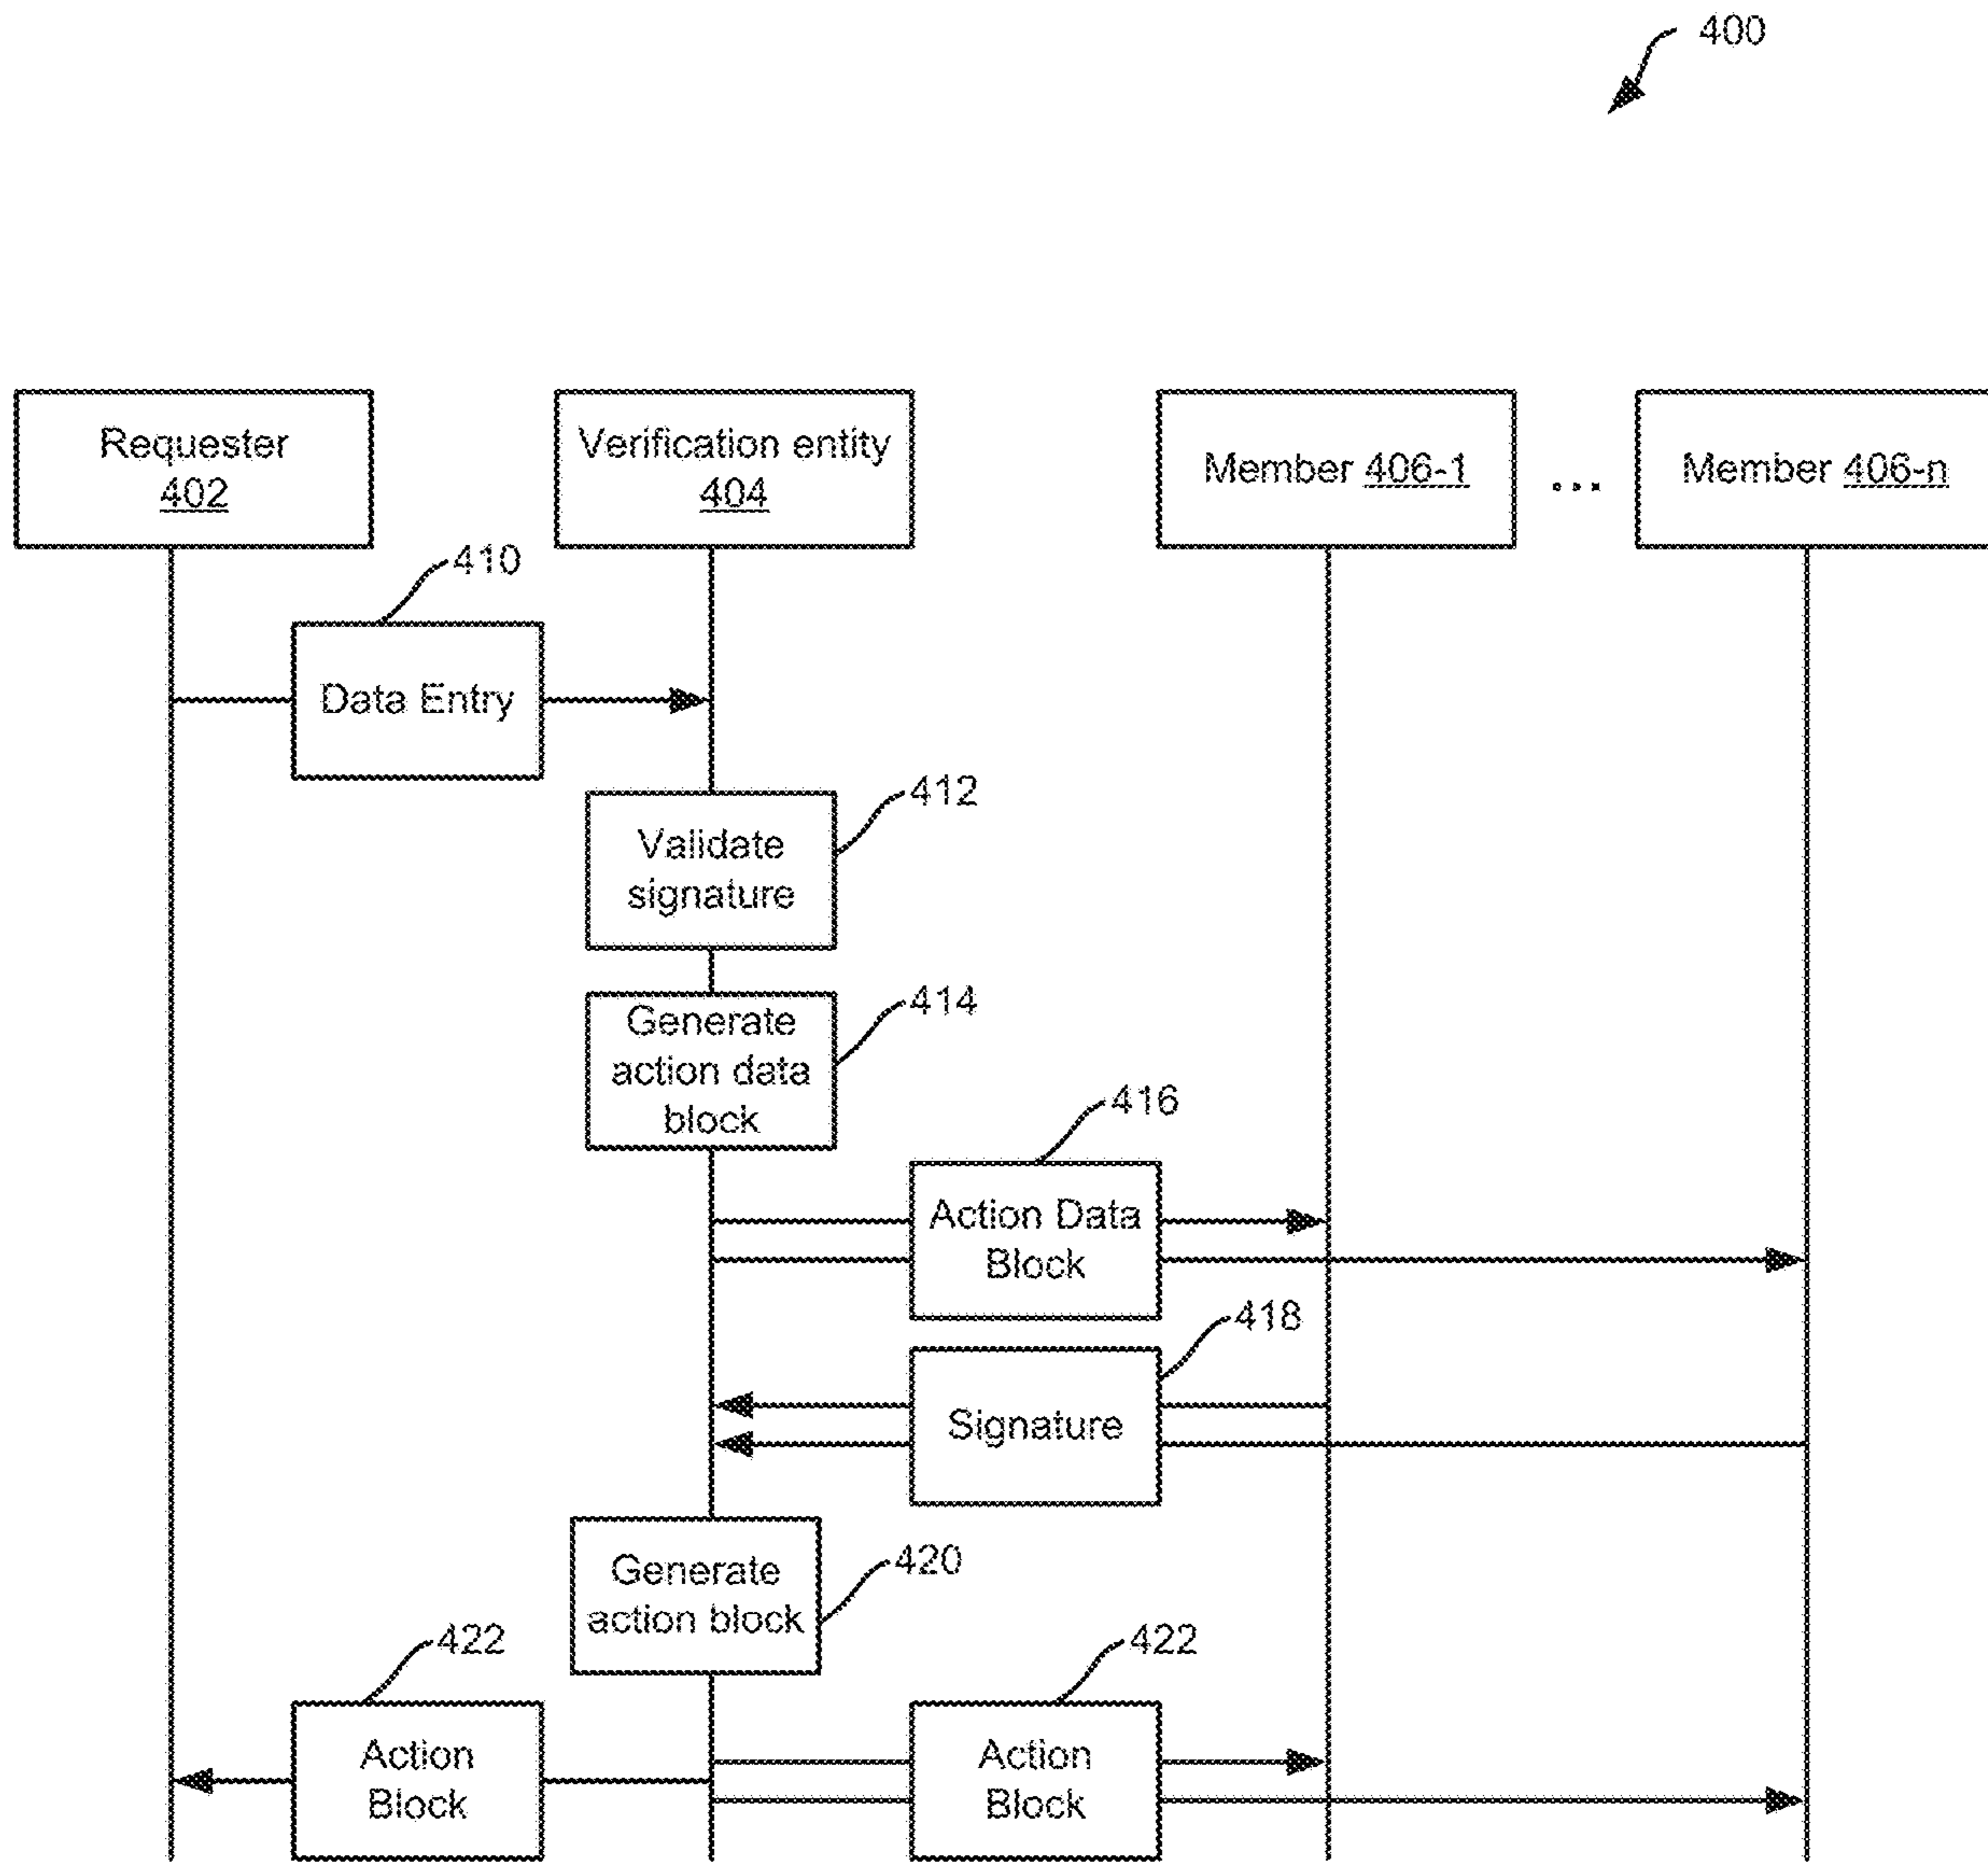 400
Requester
402
Verification entity
404
Member 406-1
...
Member 406-n
410
Data Entry
412
Validate
signature
414
Generate
action data
block
416
Action Data
Block
418
Signature
420
Generate
action block
422
Action
Block
422
Action
Block